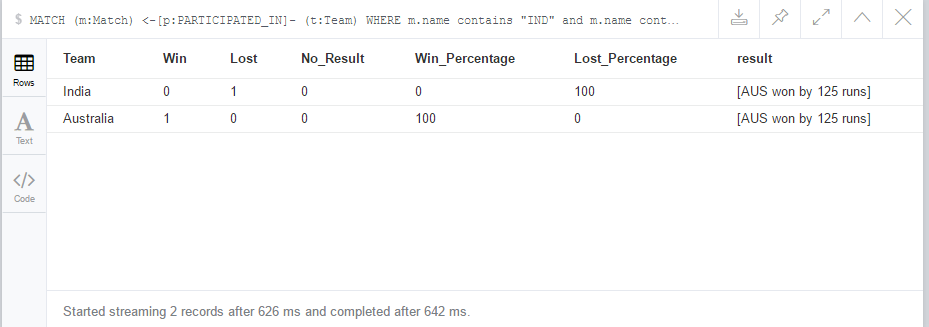 $ MATCH (m:Match) <-[p:PARTICIPATED_IN]- (t:Team) WHERE m.name contains "IND" and m.name cont…
Rows
Text
Code
Team Win Lost No_Result Win_Percentage Lost_Percentage result
India 0 1 0 0 100 [AUS won by 125 runs]
Australia 1 0 0 100 0 [AUS won by 125 runs]
Started streaming 2 records after 626 ms and completed after 642 ms.